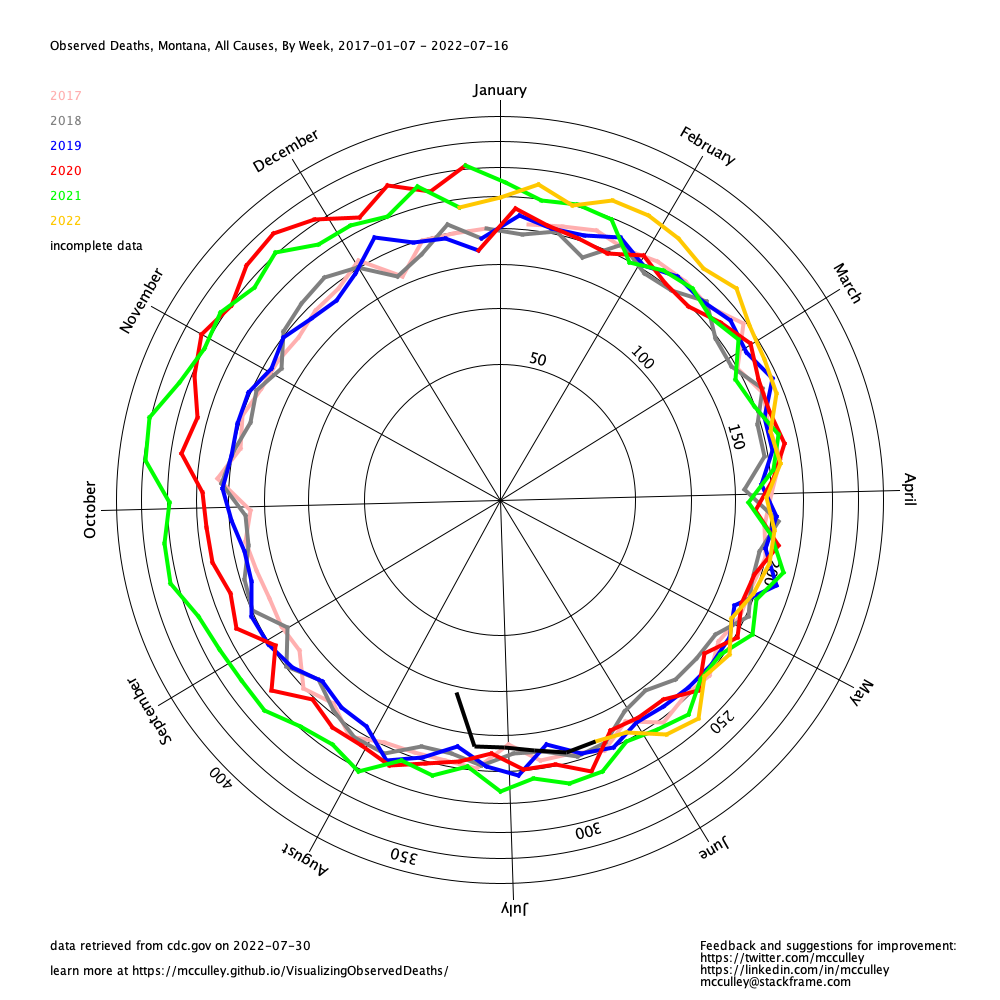 Observed Deaths, Montana, All Causes, By Week, 2017-01-07 - 2022-07-16
2017
2018
2019
2020
2021
2022
incomplete data
January
February
March
April
May
June
July
August
September
October
November
December
50
100
150
200
250
300
350
400
data retrieved from cdc.gov on 2022-07-30
learn more at https://mcculley.github.io/VisualizingObservedDeaths/
Feedback and suggestions for improvement:
https://twitter.com/mcculley
https://linkedin.com/in/mcculley
mcculley@stackframe.com